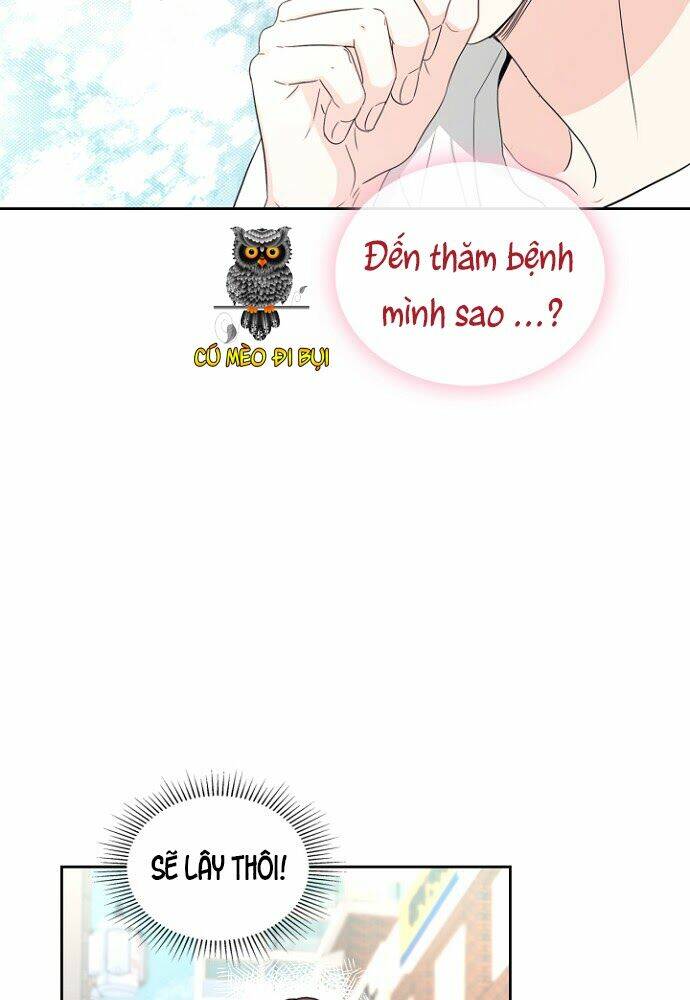 Đến thăm bệnh
mình sao ...?
CÚ MÈO ĐI BỤI
SẼ LÂY THÔI!